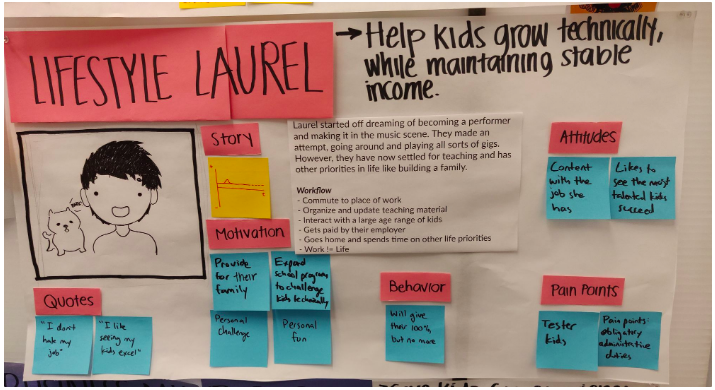 LIFESTYLE LAUREL
→ Help kids grow technically,
while maintaining stable
income.
Story
Laurel started off dreaming of becoming a performer
and making it in the music scene. They made an
attempt, going around and playing all sorts of gigs.
However, they have now settled for teaching and has
other priorities in life like building a family.
Workflow
- Commute to place of work
- Organize and update teaching material
- Interact with a large age range of kids
- Gets paid by their employer
- Goes home and spends time on other life priorities
- Work != Life
Motivation
Provide
for their
family
Expand
school programs
to challenge
kids technically
Personal
challenge
Personal
fun
Attitudes
Content
with the
job she
has
Likes to
see the most
talented kids
succeed
Quotes
"I don't
hate my
job"
"I like
seeing my
kids excel"
Behavior
Will give
their 100%
but no more
Pain Points
Tester
kids
Pain points:
obligatory
administrative
duties